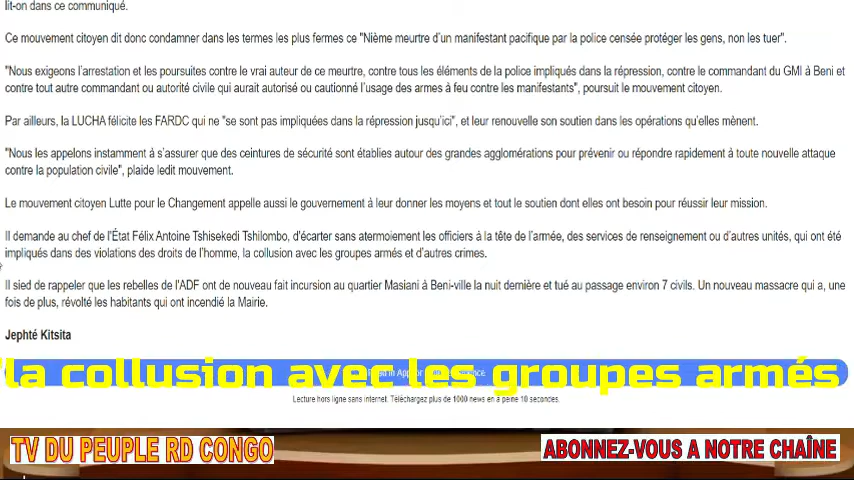 lit-on dans ce communiqué.
Ce mouvement citoyen dit donc condamner dans les termes les plus fermes ce "Nième meurtre d'un manifestant pacifique par la police censée protéger les gens, non les tuer".
"Nous exigeons l'arrestation et les poursuites contre le vrai auteur de ce meurtre, contre tous les éléments de la police impliqués dans la répression, contre le commandant du GMI à Beni et
contre tout autre commandant ou autorité civile qui aurait autorisé ou cautionné l'usage des armes à feu contre les manifestants", poursuit le mouvement citoyen.
Par ailleurs, la LUCHA félicite les FARDC qui ne "se sont pas impliquées dans la répression jusqu'ici", et leur renouvelle son soutien dans les opérations qu'elles mènent.
"Nous les appelons instamment à s'assurer que des ceintures de sécurité sont établies autour des grandes agglomérations pour prévenir ou répondre rapidement à toute nouvelle attaque
contre la population civile", plaide ledit mouvement.
Le mouvement citoyen Lutte pour le Changement appelle aussi le gouvernement à leur donner les moyens et tout le soutien dont elles ont besoin pour réussir leur mission.
Il demande au chef de l'État Félix Antoine Tshisekedi Tshilombo, d'écarter sans atermoiement les officiers à la tête de l'armée, des services de renseignement ou d'autres unités, qui ont été
impliqués dans des violations des droits de l'homme, la collusion avec les groupes armés et d'autres crimes.
Il sied de rappeler que les rebelles de l'ADF ont de nouveau fait incursion au quartier Masiani à Beni-ville la nuit dernière et tué au passage environ 7 civils. Un nouveau massacre qui a, une
fois de plus, révolté les habitants qui ont incendié la Mairie.
Jephté Kitsita
la collusion avec les groupes armés
Lecture hors ligne sans internet. Téléchargez plus de 1000 news en à peine 10 secondes.
TV DU PEUPLE RD CONGO
ABONNEZ-VOUS A NOTRE CHAÎNE